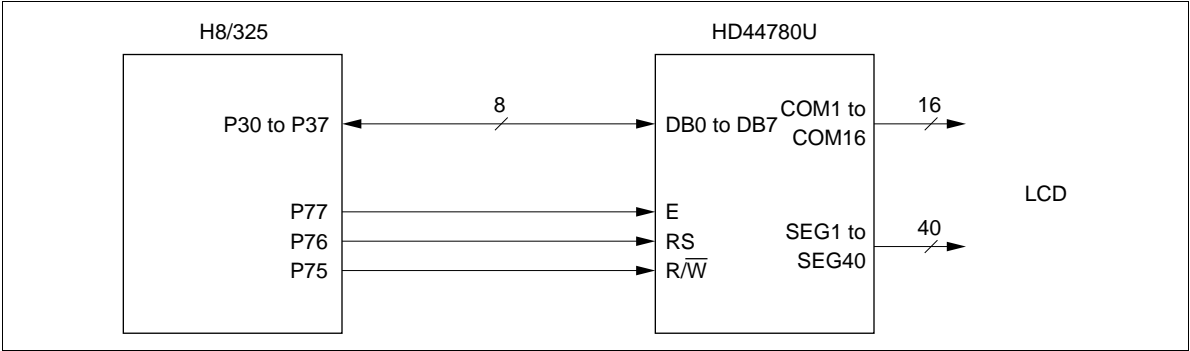 H8/325
HD44780U
P30 to P37
8
DB0 to DB7
COM1 to
COM16
16
LCD
P77
E
P76
RS
P75
R/W̅
SEG1 to
SEG40
40